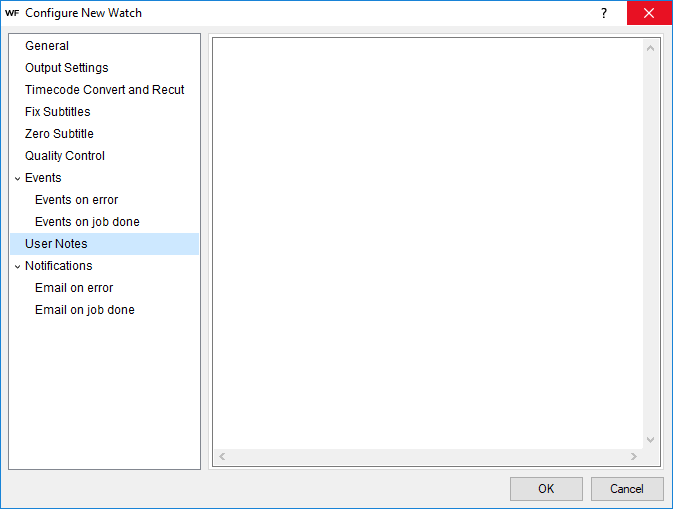 WF Configure New Watch ?
General
Output Settings
Timecode Convert and Recut
Fix Subtitles
Zero Subtitle
Quality Control
Events
Events on error
Events on job done
User Notes
Notifications
Email on error
Email on job done
OK Cancel